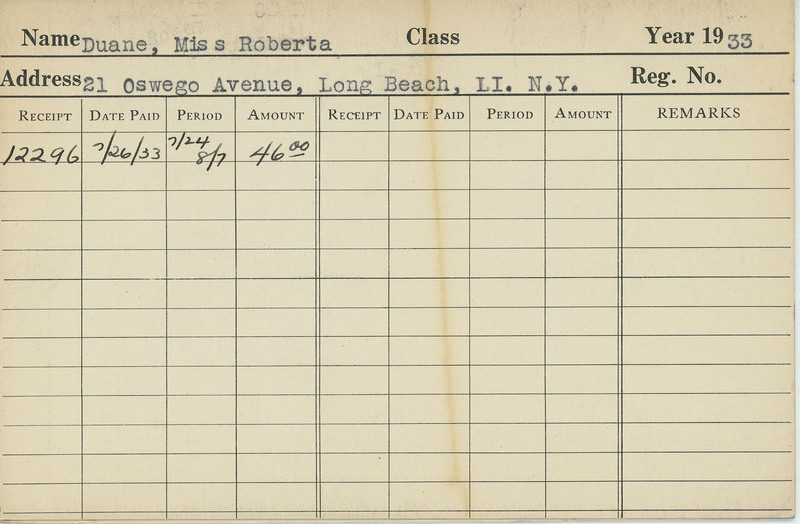 Name Duane, Miss Roberta Class Year 1933
Address 21 Oswego Avenue, Long Beach, LI. N.Y. Reg. No.
RECEIPT DATE PAID PERIOD AMOUNT RECEIPT DATE PAID PERIOD AMOUNT REMARKS
12296 7/26/33 7/24 8/7 46 00